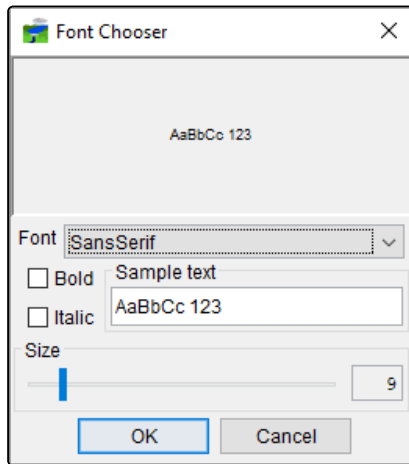 Font Chooser
AaBbCc 123
Font SansSerif
Bold Sample text
Italic AaBbCc 123
Size
9
OK Cancel